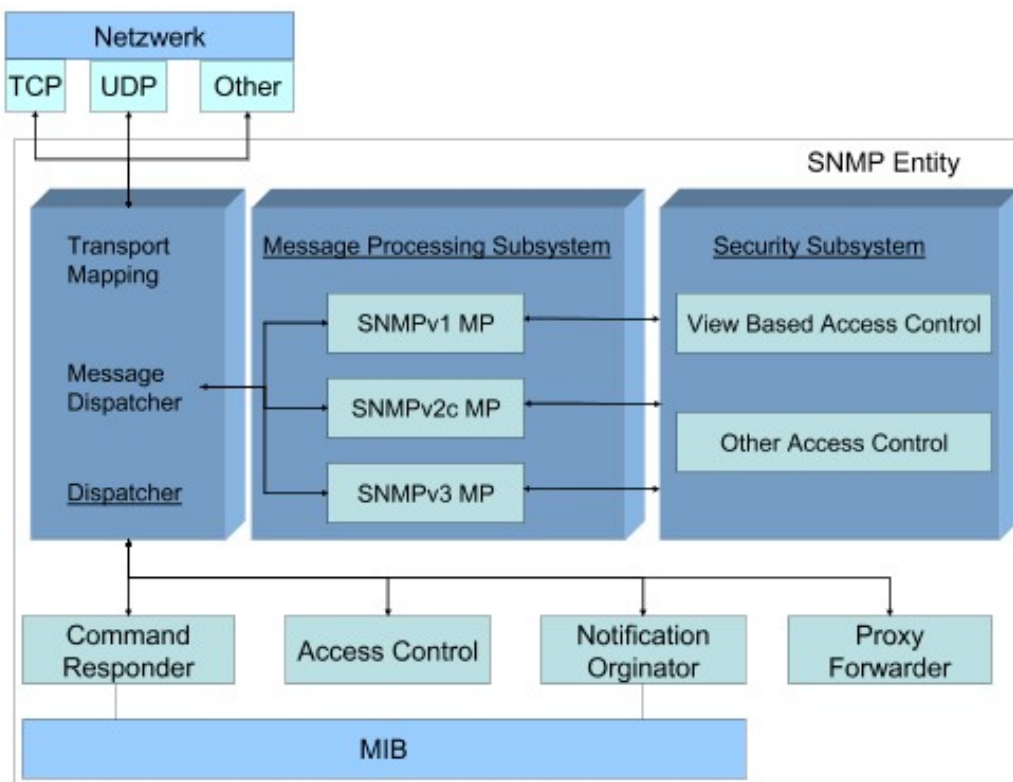 Netzwerk
TCP
UDP
Other
SNMP Entity
Transport
Mapping
Message
Dispatcher
Dispatcher
Message Processing Subsystem
SNMPv1 MP
SNMPv2c MP
SNMPv3 MP
Security Subsystem
View Based Access Control
Other Access Control
Command
Responder
Access Control
Notification
Orginator
Proxy
Forwarder
MIB